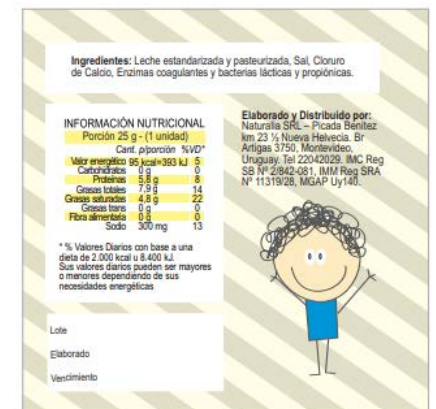 Ingredientes: Leche estandarizada y pasteurizada, Sal, Cloruro
de Calcio, Enzimas coagulantes y bacterias lácticas y propiónicas.
INFORMACIÓN NUTRICIONAL
Porción 25 g - (1 unidad)
Cant. p/porción %VD*
Valor energético 95 kcal=393 kJ 5
Carbohidratos 0 g 0
Proteínas 5,8 g 8
Grasas totales 7,9 g 14
Grasas saturadas 4,8 g 22
Grasas trans 0 g 0
Fibra alimentaria 0 g 0
Sodio 300 mg 13
* % Valores Diarios con base a una
dieta de 2.000 kcal u 8.400 kJ.
Sus valores diarios pueden ser mayores
o menores dependiendo de sus
necesidades energéticas
Elaborado y Distribuido por:
Naturalia SRL – Picada Benítez
km 23 ½ Nueva Helvecia. Br
Artigas 3750, Montevideo,
Uruguay. Tel 22042029. IMC Reg
SB Nº 2/842-081, IMM Reg SRA
Nº 11319/28, MGAP Uy140.
Lote
Elaborado
Vencimiento